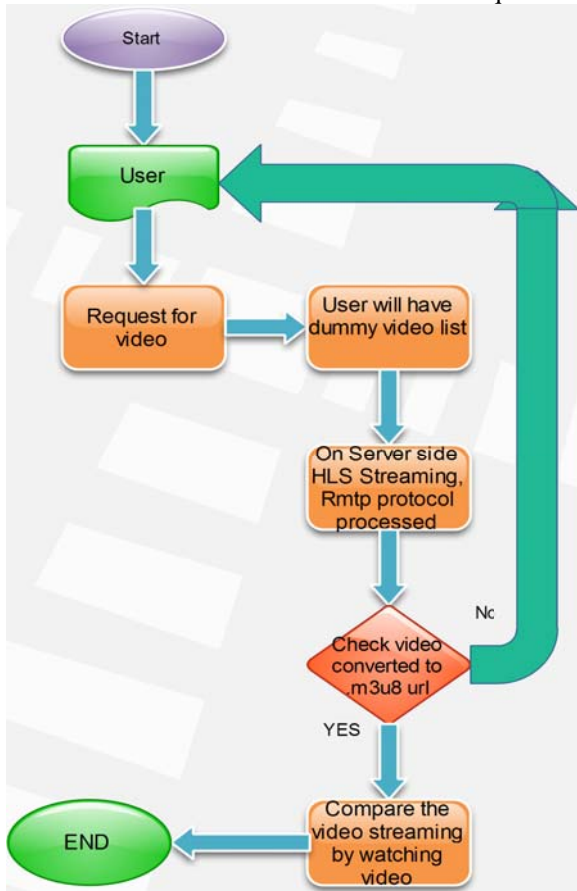 Start
User
Request for
video
User will have
dummy video list
On Server side
HLS Streaming,
Rmtp protocol
processed
No
Check video
converted to
.m3u8 url
YES
Compare the
video streaming
by watching
video
END